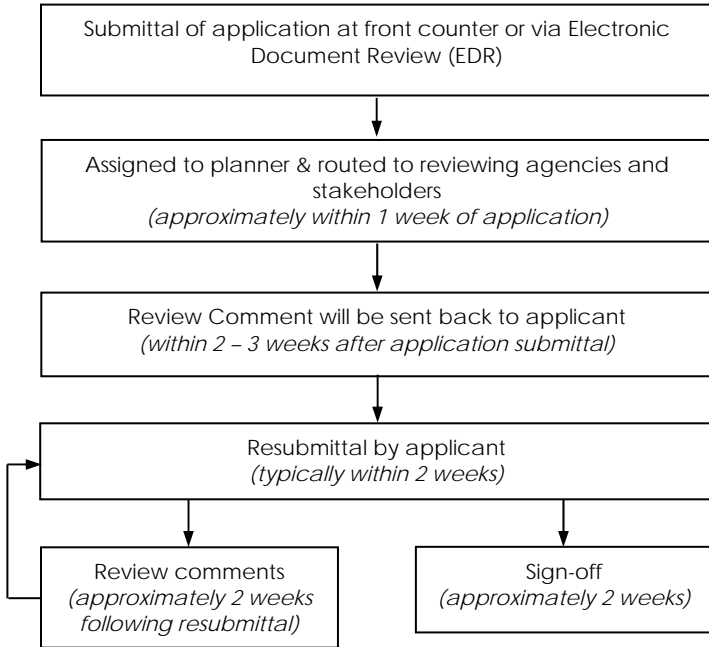 Submittal of application at front counter or via Electronic
Document Review (EDR)
Assigned to planner & routed to reviewing agencies and
stakeholders
(approximately within 1 week of application)
Review Comment will be sent back to applicant
(within 2 – 3 weeks after application submittal)
Resubmittal by applicant
(typically within 2 weeks)
Review comments
(approximately 2 weeks
following resubmittal)
Sign-off
(approximately 2 weeks)